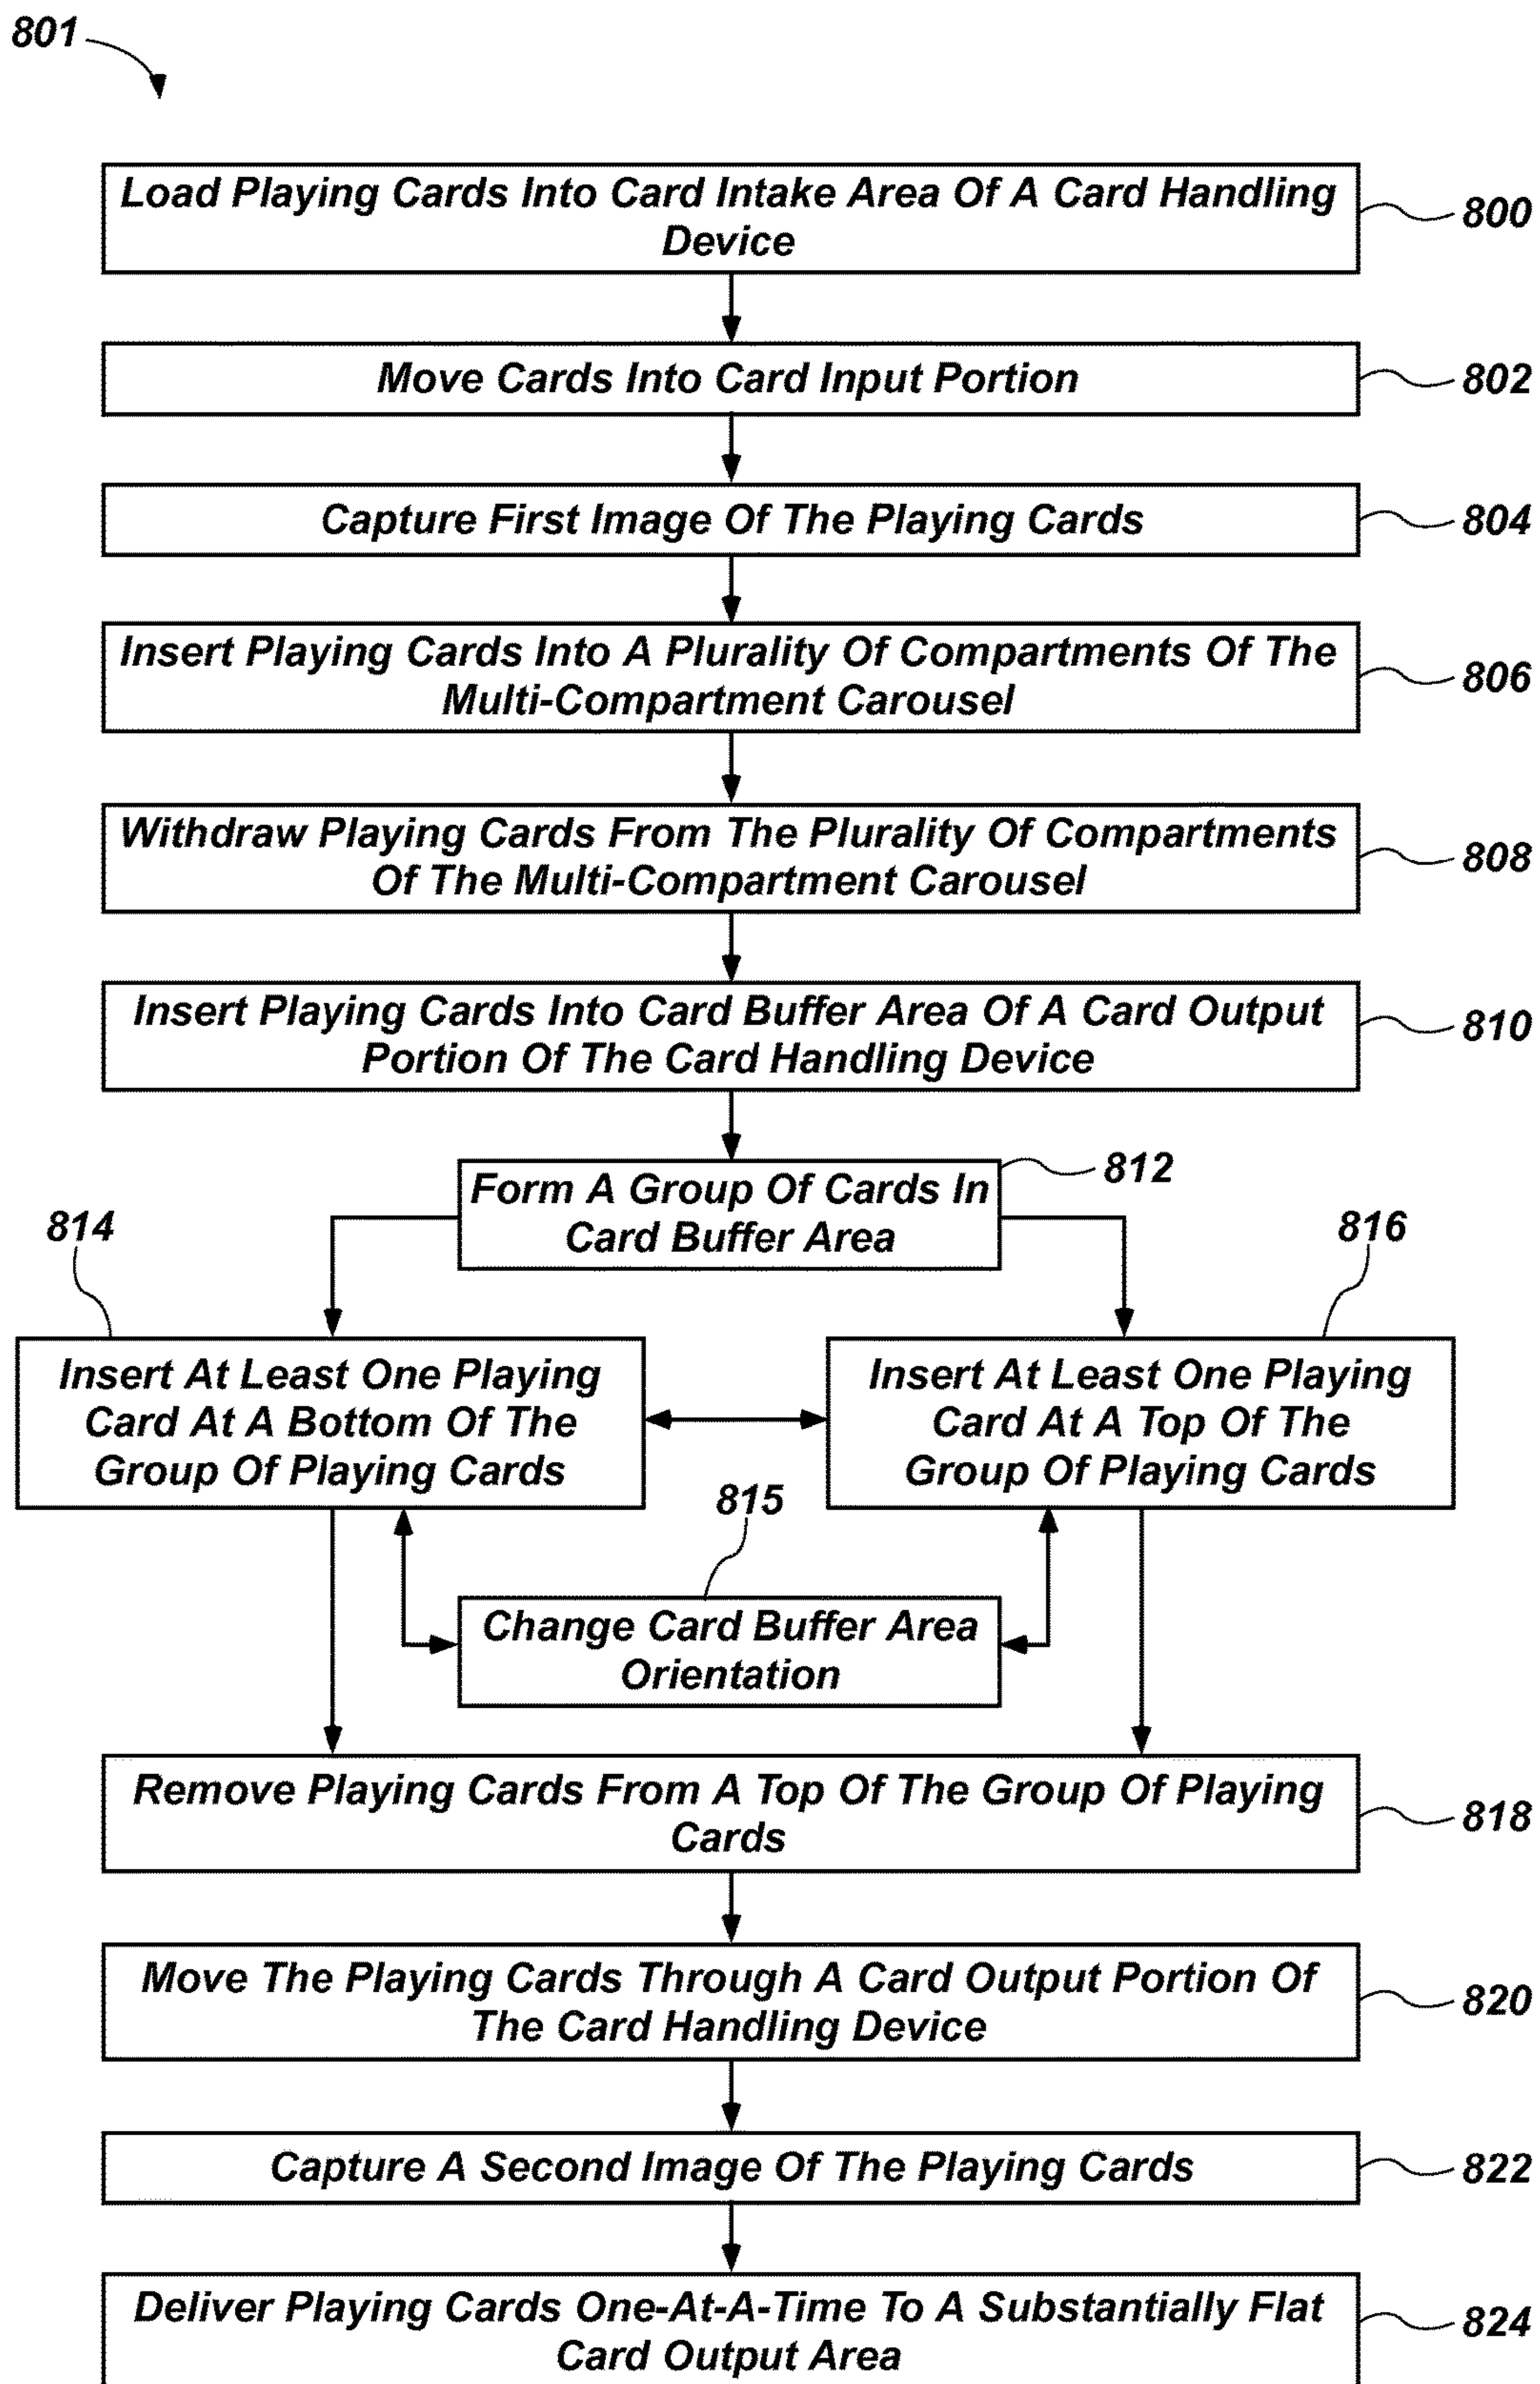 801
Load Playing Cards Into Card Intake Area Of A Card Handling
Device
800
Move Cards Into Card Input Portion
802
Capture First Image Of The Playing Cards
804
Insert Playing Cards Into A Plurality Of Compartments Of The
Multi-Compartment Carousel
806
Withdraw Playing Cards From The Plurality Of Compartments
Of The Multi-Compartment Carousel
808
Insert Playing Cards Into Card Buffer Area Of A Card Output
Portion Of The Card Handling Device
810
Form A Group Of Cards In
Card Buffer Area
812
814
Insert At Least One Playing
Card At A Bottom Of The
Group Of Playing Cards
816
Insert At Least One Playing
Card At A Top Of The
Group Of Playing Cards
815
Change Card Buffer Area
Orientation
Remove Playing Cards From A Top Of The Group Of Playing
Cards
818
Move The Playing Cards Through A Card Output Portion Of
The Card Handling Device
820
Capture A Second Image Of The Playing Cards
822
Deliver Playing Cards One-At-A-Time To A Substantially Flat
Card Output Area
824